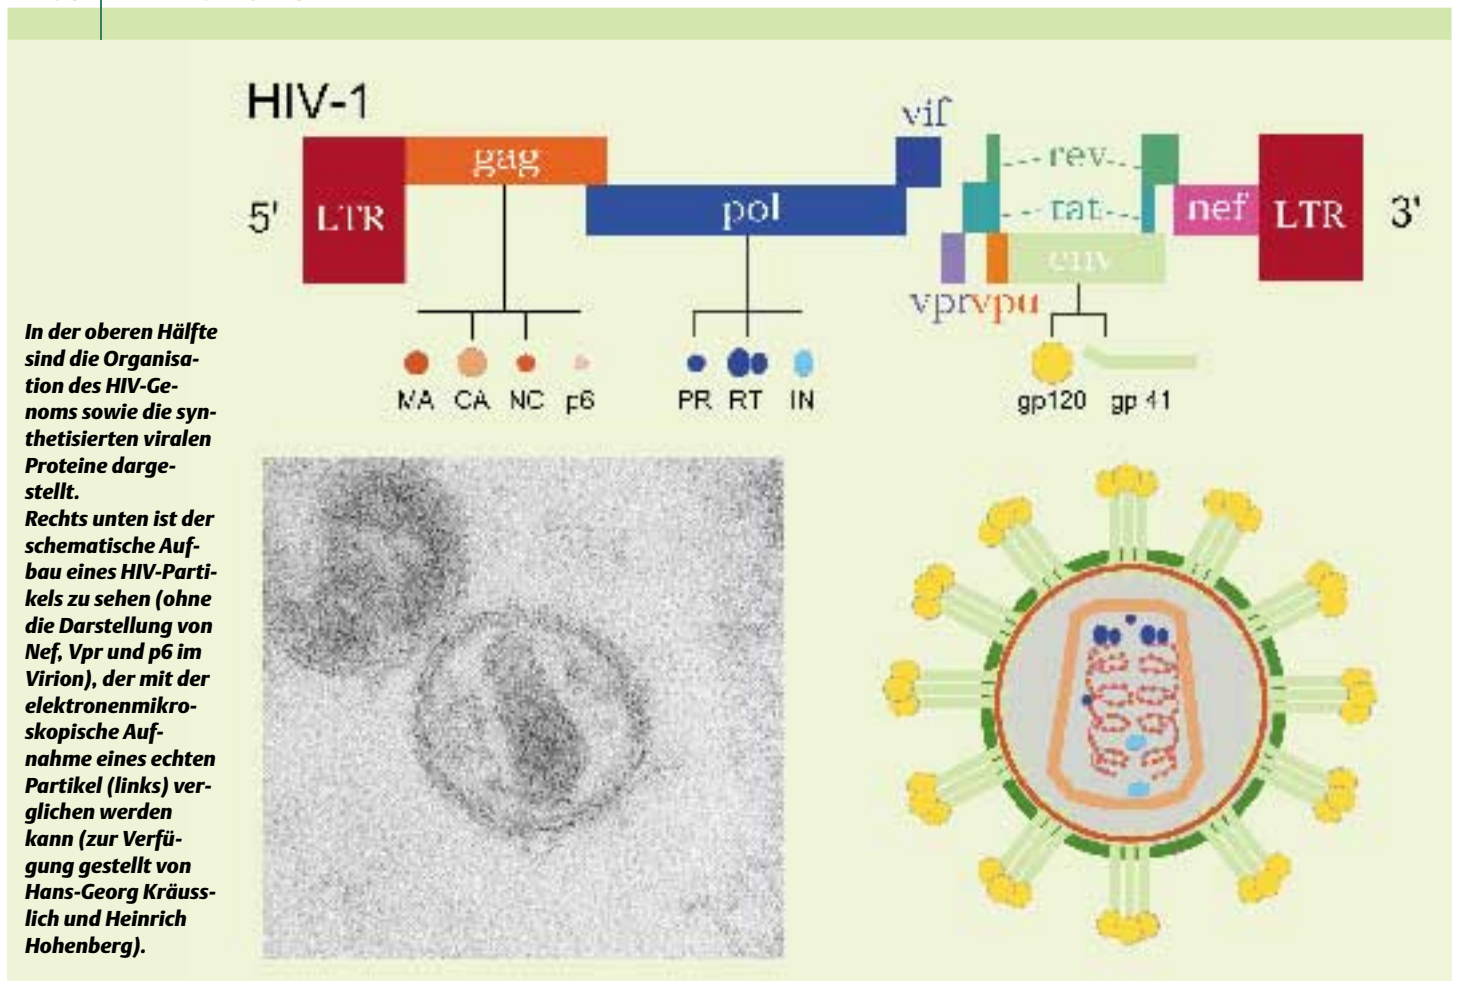 HIV-1
vif
gag
rev
5'
LTR
pol
tat
nef
LTR
3'
env
vpr
vpu
MA CA NC p6
PR RT IN
gp120 gp 41
In der oberen Hälfte
sind die Organisa-
tion des HIV-Ge-
noms sowie die syn-
thetisierten viralen
Proteine darge-
stellt.
Rechts unten ist der
schematische Auf-
bau eines HIV-Parti-
kels zu sehen (ohne
die Darstellung von
Nef, Vpr und p6 im
Virion), der mit der
elektronenmikro-
skopische Auf-
nahme eines echten
Partikel (links) ver-
glichen werden
kann (zur Verfü-
gung gestellt von
Hans-Georg Kräuss-
lich und Heinrich
Hohenberg).